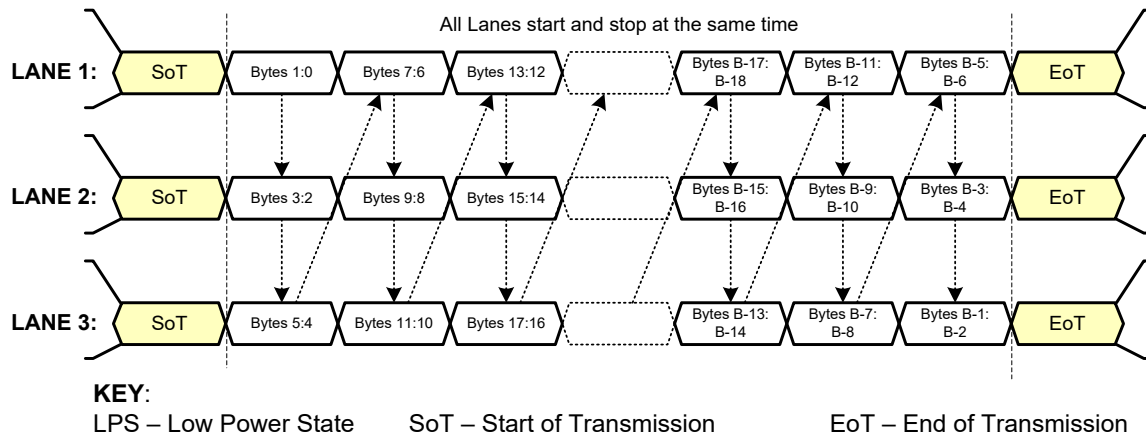 All Lanes start and stop at the same time
LANE 1:
SoT
Bytes 1:0
Bytes 7:6
Bytes 13:12
Bytes B-17:
B-18
Bytes B-11:
B-12
Bytes B-5:
B-6
EoT
LANE 2:
SoT
Bytes 3:2
Bytes 9:8
Bytes 15:14
Bytes B-15:
B-16
Bytes B-9:
B-10
Bytes B-3:
B-4
EoT
LANE 3:
SoT
Bytes 5:4
Bytes 11:10
Bytes 17:16
Bytes B-13:
B-14
Bytes B-7:
B-8
Bytes B-1:
B-2
EoT
KEY:
LPS – Low Power State SoT – Start of Transmission EoT – End of Transmission